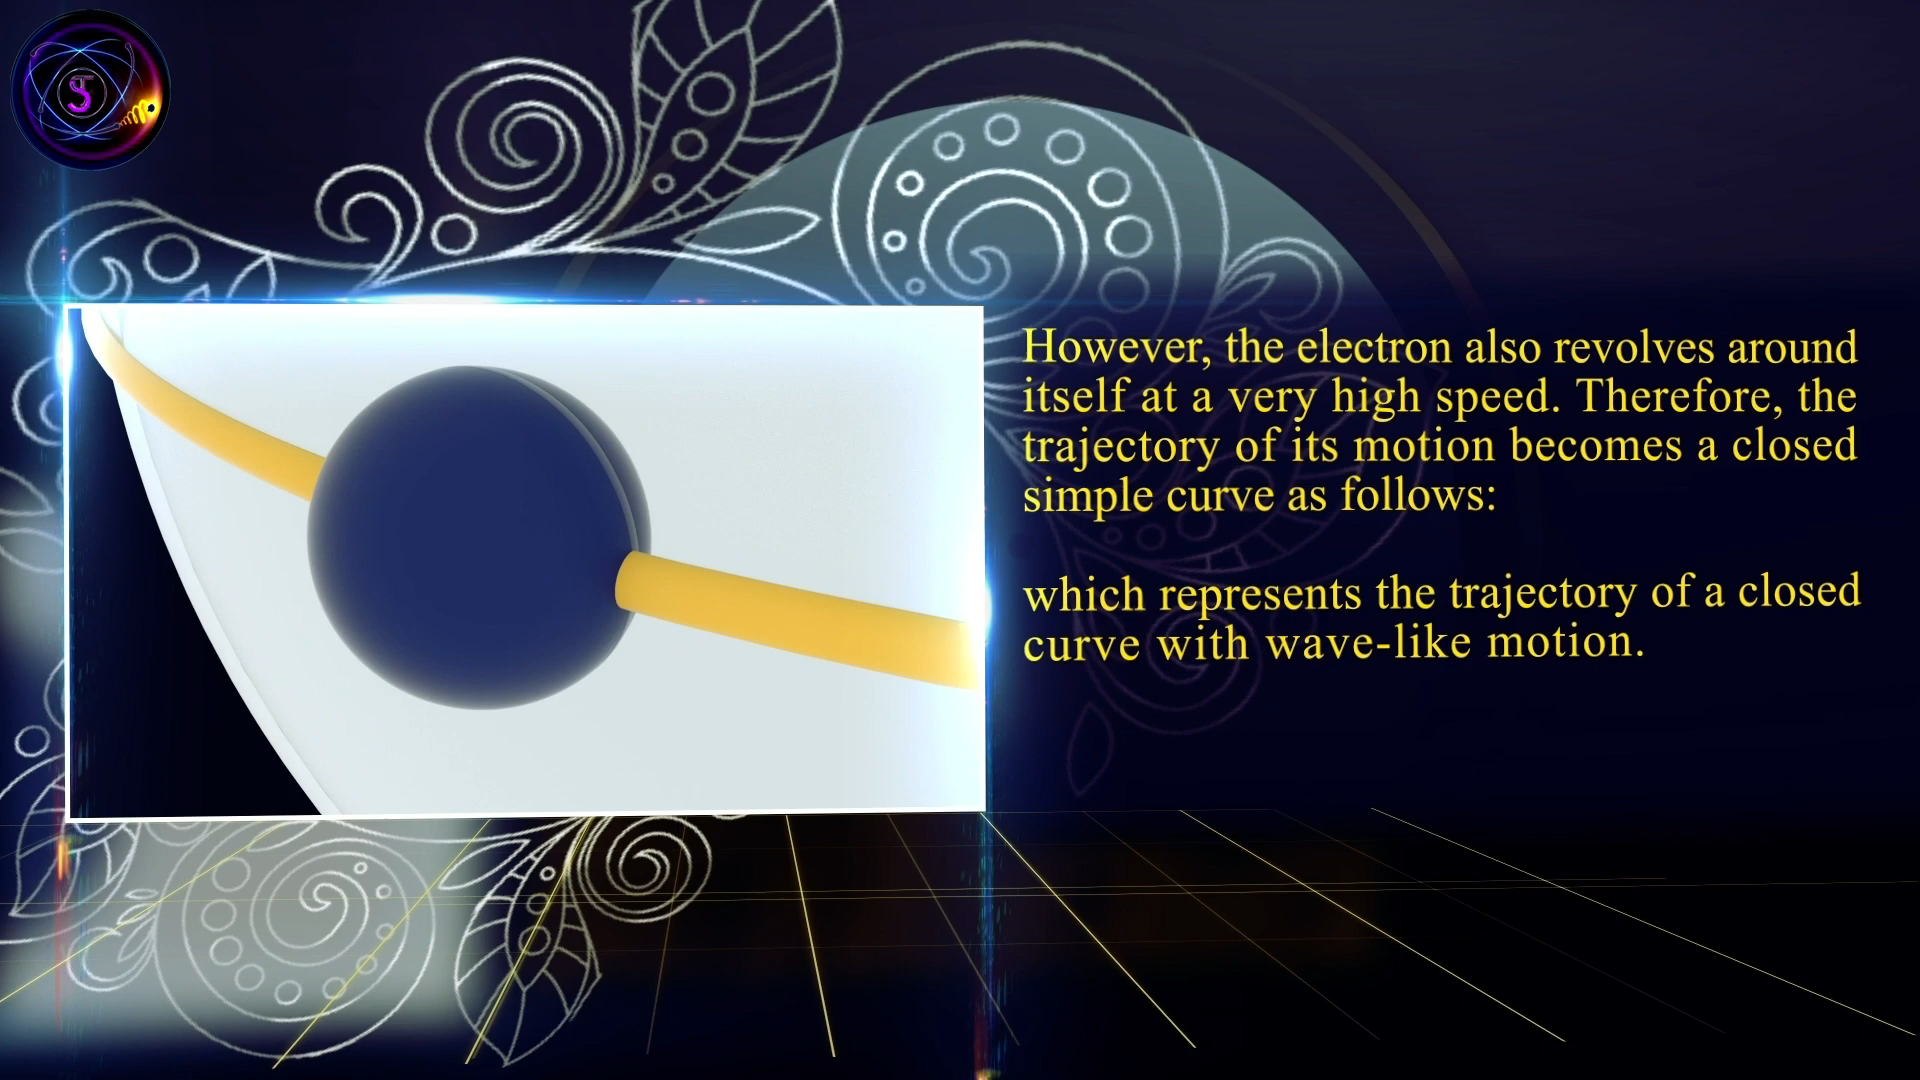 However, the electron also revolves around
itself at a very high speed. Therefore, the
trajectory of its motion becomes a closed
simple curve as follows:
which represents the trajectory of a closed
curve with wave-like motion.